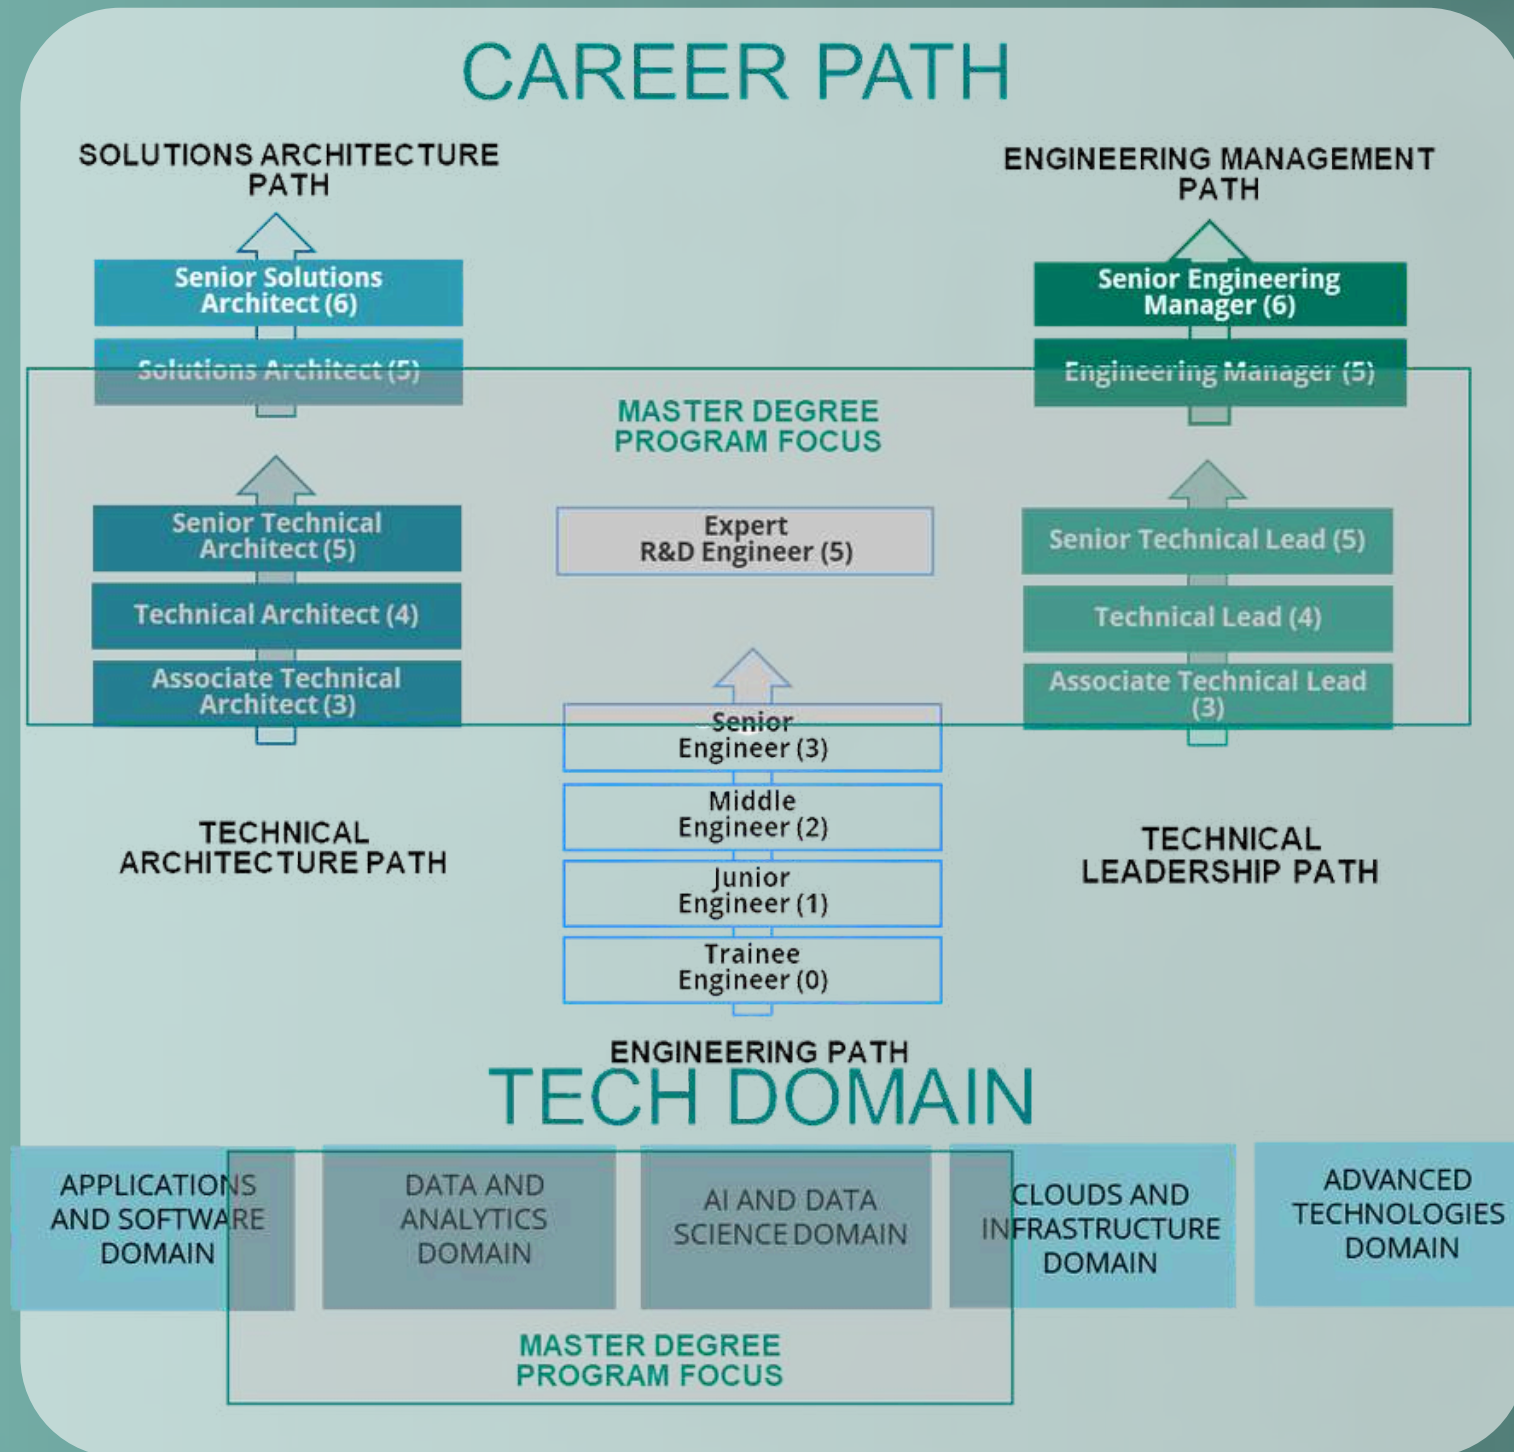 CAREER PATH
SOLUTIONS ARCHITECTURE
PATH
Senior Solutions
Architect (6)
Solutions Architect (5)
ENGINEERING MANAGEMENT
PATH
Senior Engineering
Manager (6)
Engineering Manager (5)
MASTER DEGREE
PROGRAM FOCUS
Senior Technical
Architect (5)
Technical Architect (4)
Associate Technical
Architect (3)
TECHNICAL
ARCHITECTURE PATH
Expert
R&D Engineer (5)
Senior
Engineer (3)
Middle
Engineer (2)
Junior
Engineer (1)
Trainee
Engineer (0)
ENGINEERING PATH
Senior Technical Lead (5)
Technical Lead (4)
Associate Technical Lead
(3)
TECHNICAL
LEADERSHIP PATH
TECH DOMAIN
APPLICATIONS
AND SOFTWARE
DOMAIN
DATA AND
ANALYTICS
DOMAIN
AI AND DATA
SCIENCE DOMAIN
CLOUDS AND
INFRASTRUCTURE
DOMAIN
ADVANCED
TECHNOLOGIES
DOMAIN
MASTER DEGREE
PROGRAM FOCUS